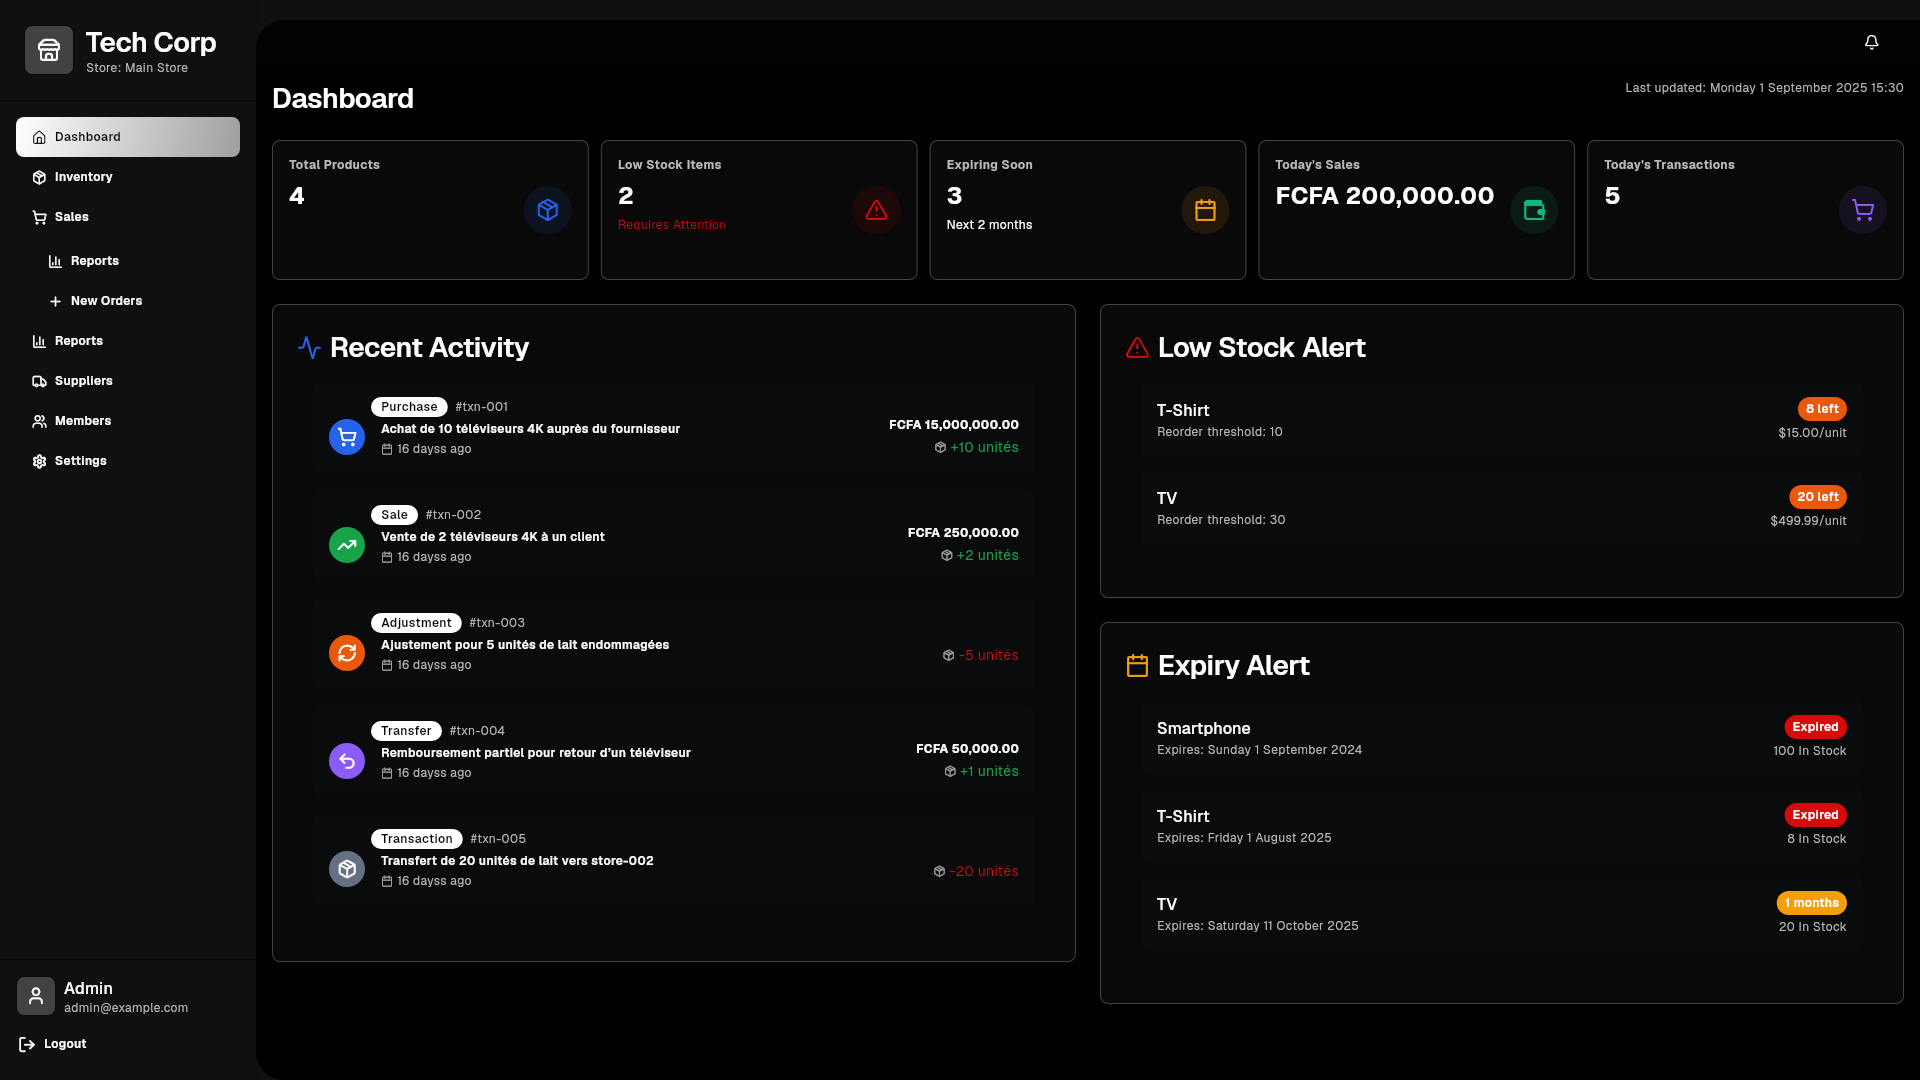 Tech Corp
Store: Main Store
Dashboard
Inventory
Sales
Reports
New Orders
Reports
Suppliers
Members
Settings
Admin
admin@example.com
Logout
Dashboard
Last updated: Monday 1 September 2025 15:30
Total Products
4
Low Stock Items
2
Requires Attention
Expiring Soon
3
Next 2 months
Today's Sales
FCFA 200,000.00
Today's Transactions
5
Recent Activity
Purchase #txn-001
Achat de 10 téléviseurs 4K auprès du fournisseur
16 dayss ago
FCFA 15,000,000.00
+10 unités
Sale #txn-002
Vente de 2 téléviseurs 4K à un client
16 dayss ago
FCFA 250,000.00
+2 unités
Adjustment #txn-003
Ajustement pour 5 unités de lait endommagées
16 dayss ago
-5 unités
Transfer #txn-004
Remboursement partiel pour retour d’un téléviseur
16 dayss ago
FCFA 50,000.00
+1 unités
Transaction #txn-005
Transfert de 20 unités de lait vers store-002
16 dayss ago
-20 unités
Low Stock Alert
T-Shirt
Reorder threshold: 10
8 left
$15.00/unit
TV
Reorder threshold: 30
20 left
$499.99/unit
Expiry Alert
Smartphone
Expires: Sunday 1 September 2024
Expired
100 In Stock
T-Shirt
Expires: Friday 1 August 2025
Expired
8 In Stock
TV
Expires: Saturday 11 October 2025
1 months
20 In Stock